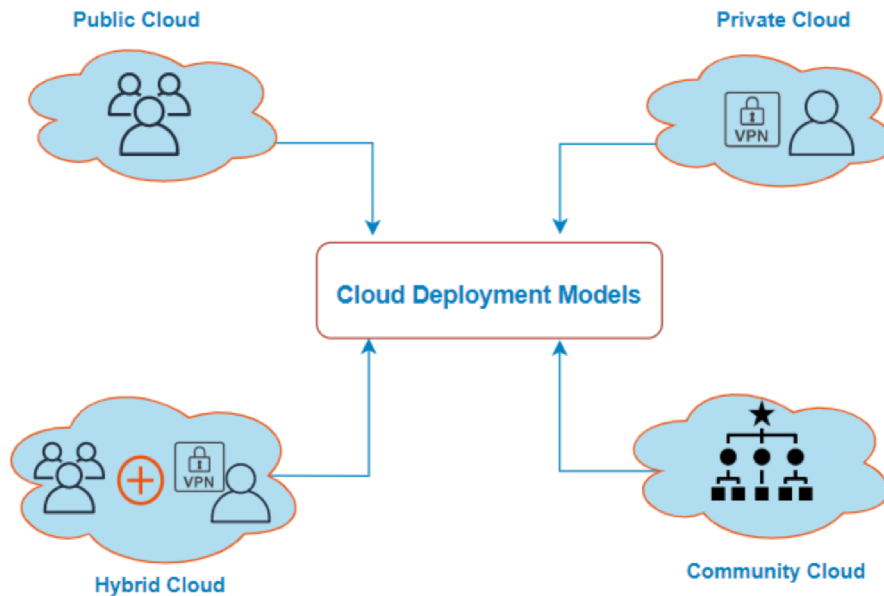 Public Cloud
Private Cloud
VPN
Cloud Deployment Models
VPN
Hybrid Cloud
Community Cloud